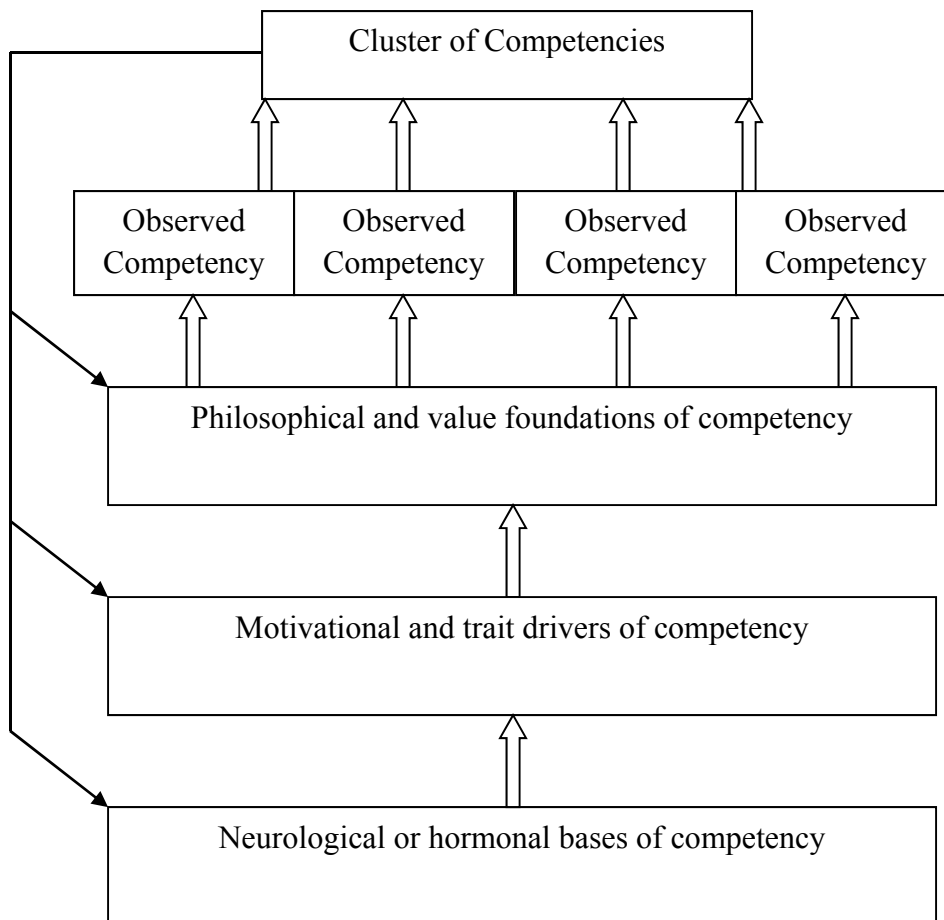 Cluster of Competencies
Observed
Competency
Observed
Competency
Observed
Competency
Observed
Competency
Philosophical and value foundations of competency
Motivational and trait drivers of competency
Neurological or hormonal bases of competency